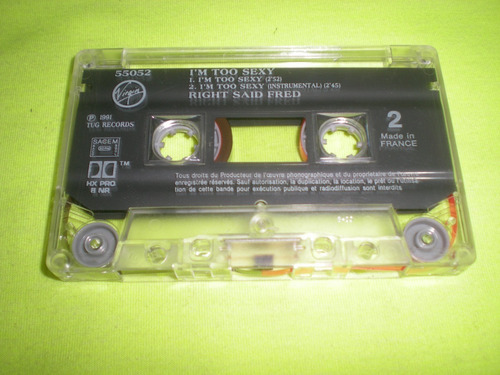 55052
I'M TOO SEXY
1. I'M TOO SEXY (2'52)
2. I'M TOO SEXY (INSTRUMENTAL) (2'45)
RIGHT SAID FRED
Virgin
℗ 1991
TUG RECORDS
SACEM
DOLBY
HX PRO
B NR
TM
2
Made in
FRANCE
Tous droits du Producteur de l'œuvre phonographique et du propriétaire de l'œuvre
enregistrée réservés. Sauf autorisation, la duplication, la location, le prêt ou l'utilisa-
tion de cette bande pour exécution publique et radiodiffusion sont interdits